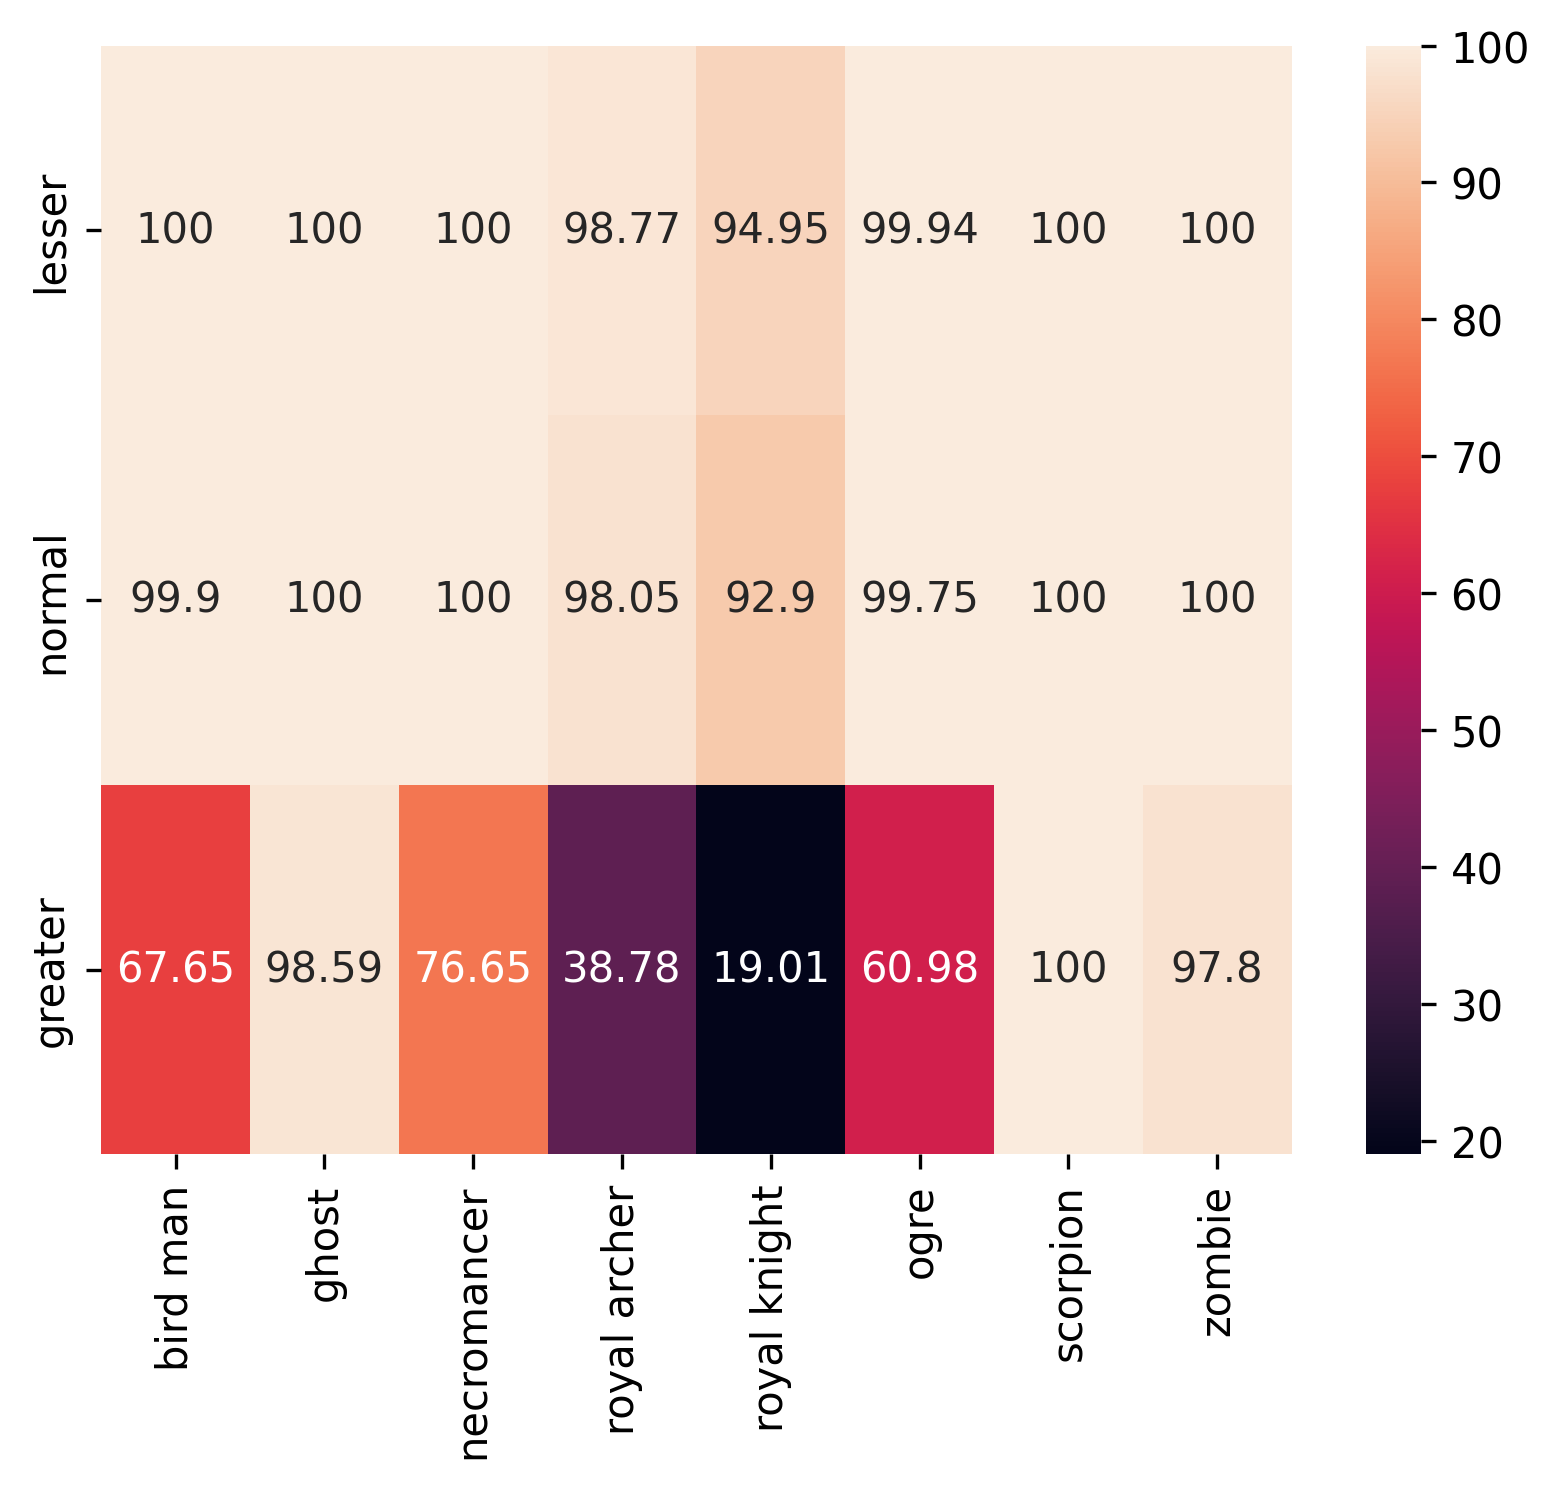 lesser 100 100 100 98.77 94.95 99.94 100 100
normal 99.9 100 100 98.05 92.9 99.75 100 100
greater 67.65 98.59 76.65 38.78 19.01 60.98 100 97.8
bird man
ghost
necromancer
royal archer
royal knight
ogre
scorpion
zombie
100
90
80
70
60
50
40
30
20